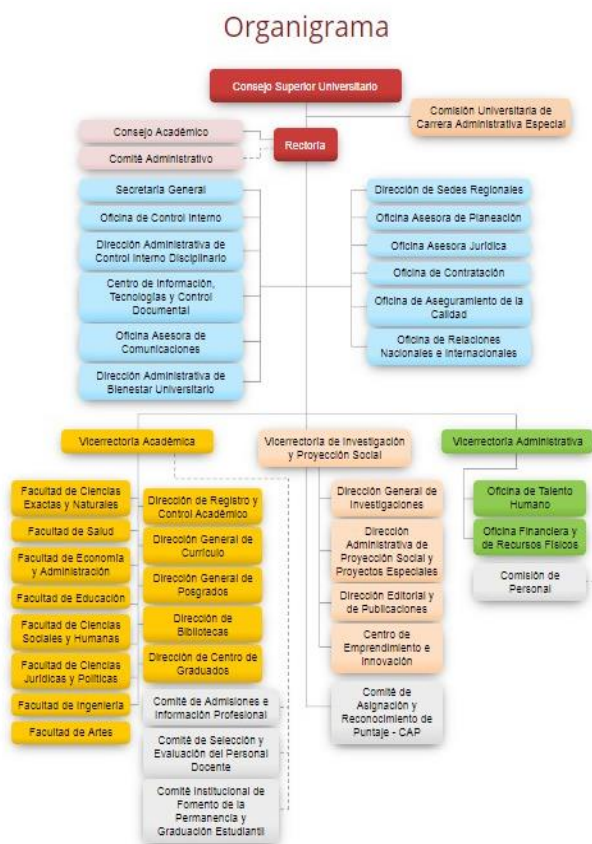 Organigrama
Consejo Superior Universitario
Comisión Universitaria de
Carrera Administrativa Especial
Consejo Académico
Comité Administrativo
Rectoría
Secretaría General
Oficina de Control Interno
Dirección Administrativa de
Control Interno Disciplinario
Centro de Información,
Tecnologías y Control
Documental
Oficina Asesora de
Comunicaciones
Dirección Administrativa de
Bienestar Universitario
Dirección de Sedes Regionales
Oficina Asesora de Planeación
Oficina Asesora Jurídica
Oficina de Contratación
Oficina de Aseguramiento de la
Calidad
Oficina de Relaciones
Nacionales e Internacionales
Vicerrectoría Académica
Facultad de Ciencias
Exactas y Naturales
Facultad de Salud
Facultad de Economía
y Administración
Facultad de Educación
Facultad de Ciencias
Sociales y Humanas
Facultad de Ciencias
Jurídicas y Políticas
Facultad de Ingeniería
Facultad de Artes
Dirección de Registro y
Control Académico
Dirección General de
Currículo
Dirección General de
Posgrados
Dirección de
Bibliotecas
Dirección de Centro de
Graduados
Comité de Admisiones e
Información Profesional
Comité de Selección y
Evaluación del Personal
Docente
Comité Institucional de
Fomento de la
Permanencia y
Graduación Estudiantil
Vicerrectoría de Investigación
y Proyección Social
Dirección General de
Investigaciones
Dirección
Administrativa de
Proyección Social y
Proyectos Especiales
Dirección Editorial y
de Publicaciones
Centro de
Emprendimiento e
Innovación
Comité de
Asignación y
Reconocimiento de
Puntaje - CAP
Vicerrectoría Administrativa
Oficina de Talento
Humano
Oficina Financiera y
de Recursos Físicos
Comisión de
Personal